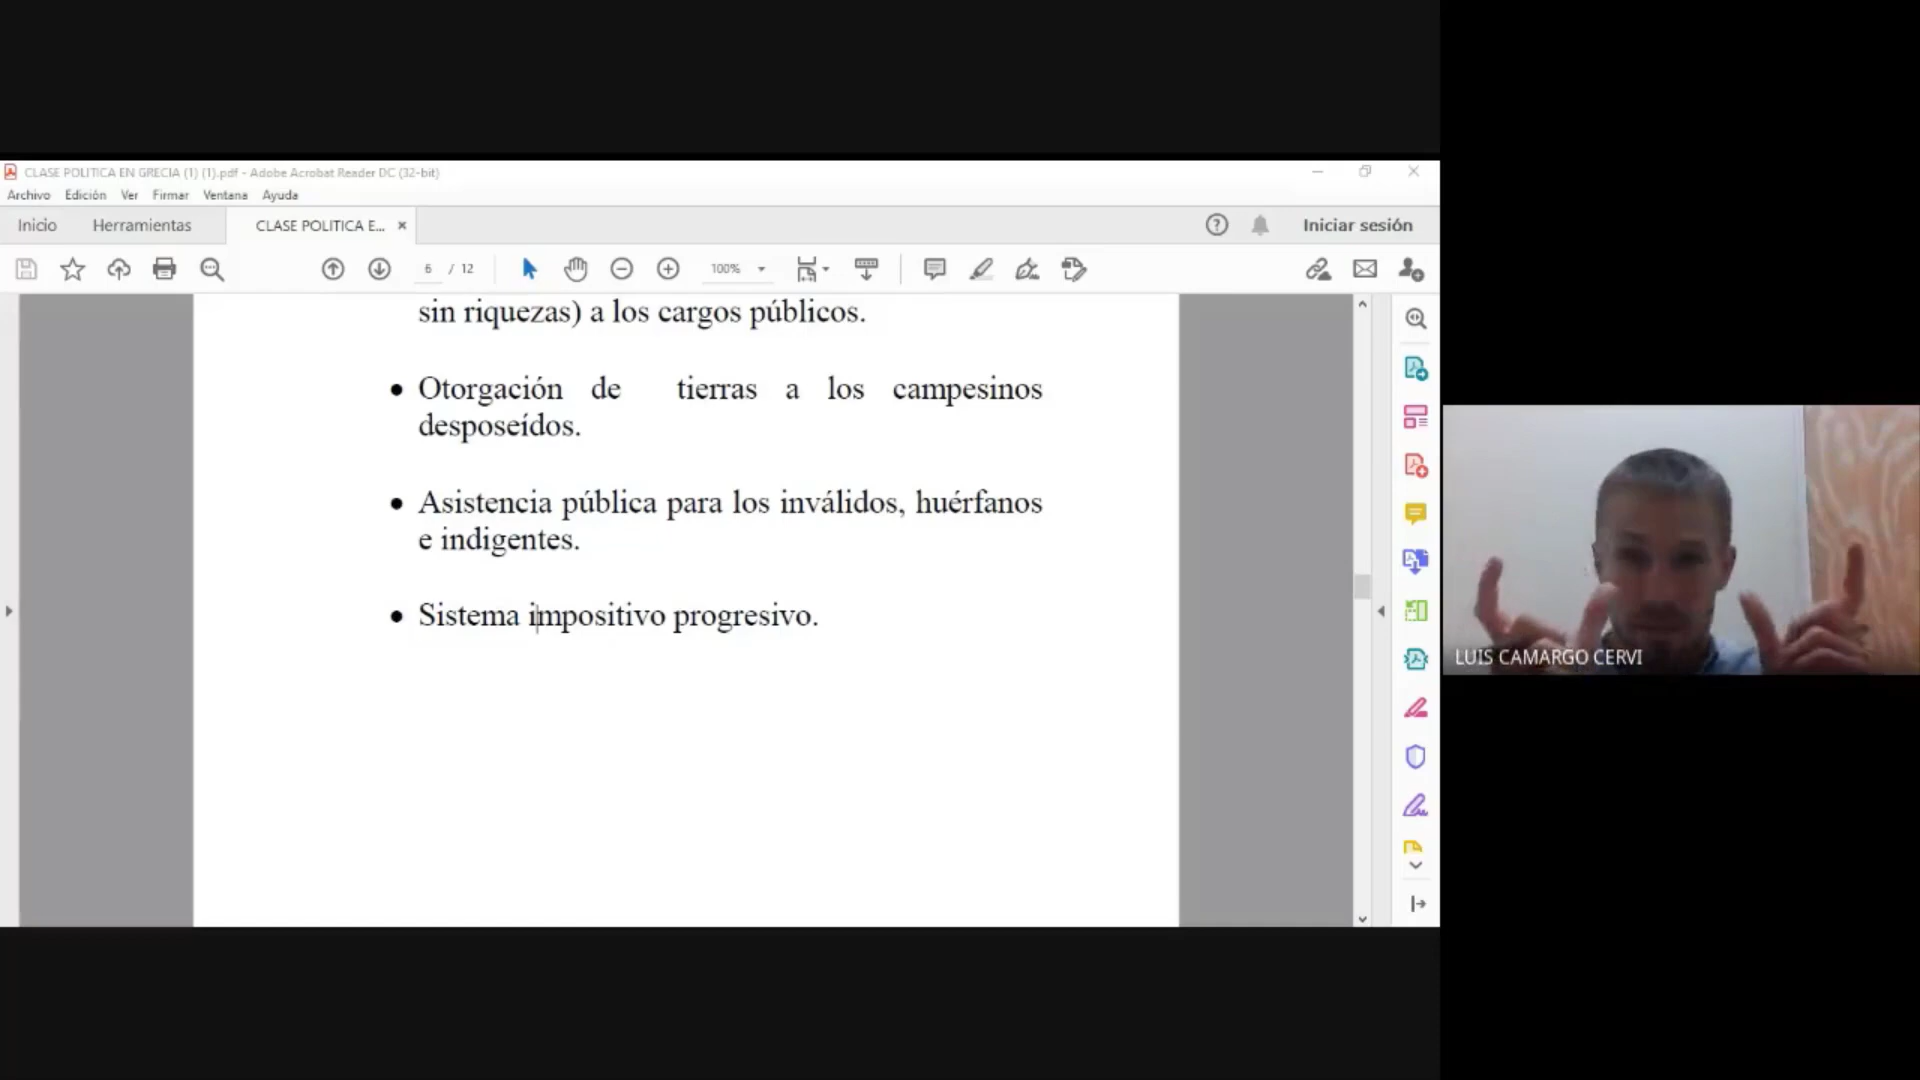 CLASE POLITICA EN GRECIA (1) (1).pdf - Adobe Acrobat Reader DC (32-bit)
Archivo Edición Ver Firmar Ventana Ayuda
Inicio Herramientas CLASE POLITICA E... Iniciar sesión
6 / 12 100%
sin riquezas) a los cargos públicos.
• Otorgación de tierras a los campesinos
desposeídos.
• Asistencia pública para los inválidos, huérfanos
e indigentes.
• Sistema impositivo progresivo.
LUIS CAMARGO CERVI